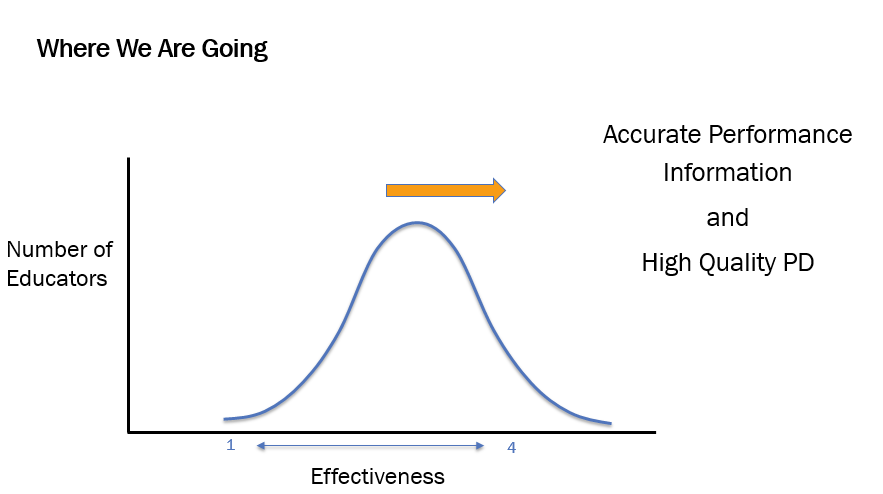 Where We Are Going
Accurate Performance
Information
and
High Quality PD
Number of
Educators
1
4
Effectiveness